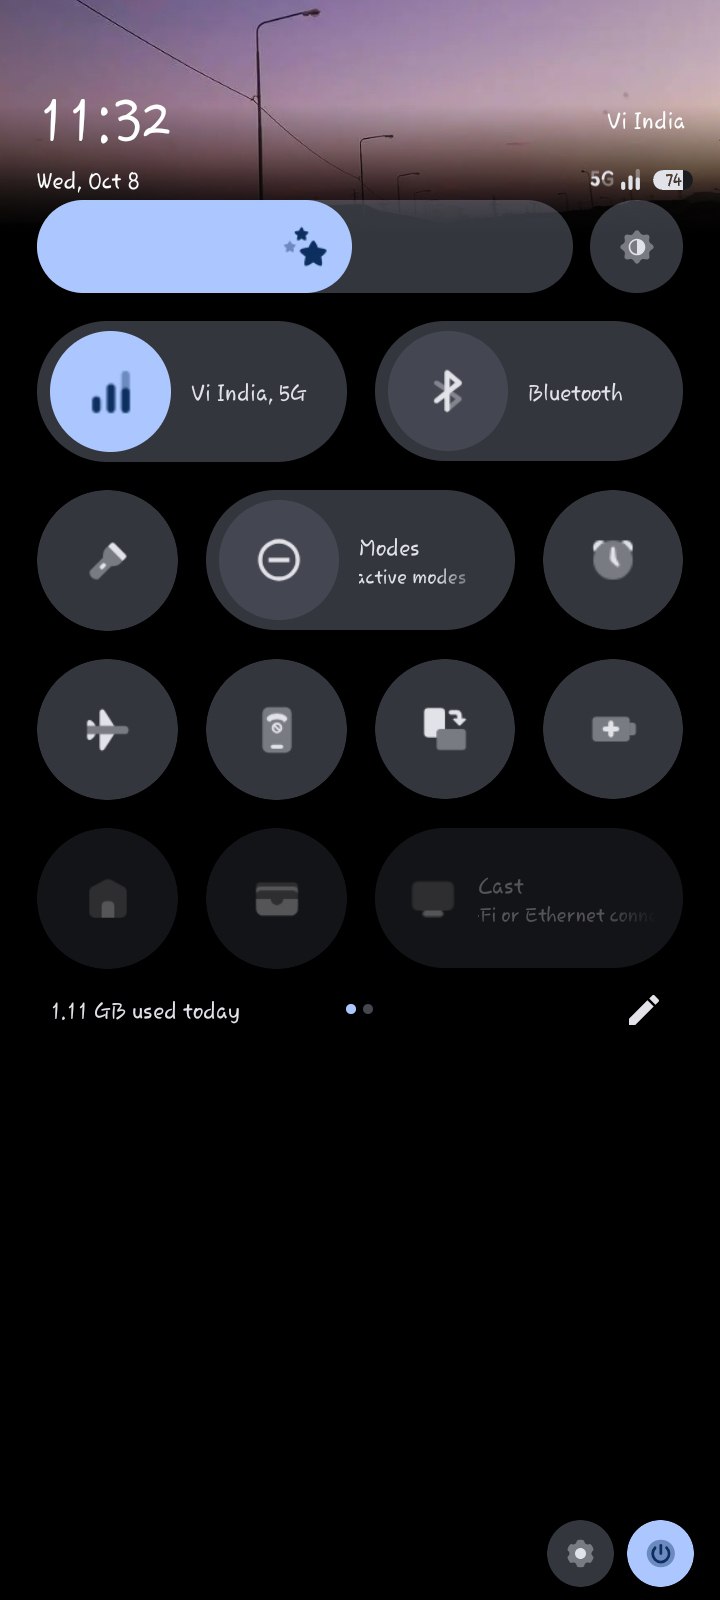 11:32
Vi India
Wed, Oct 8
5G
74
Vi India, 5G
Bluetooth
Modes
active modes
Cast
-Fi or Ethernet conn
1.11 GB used today